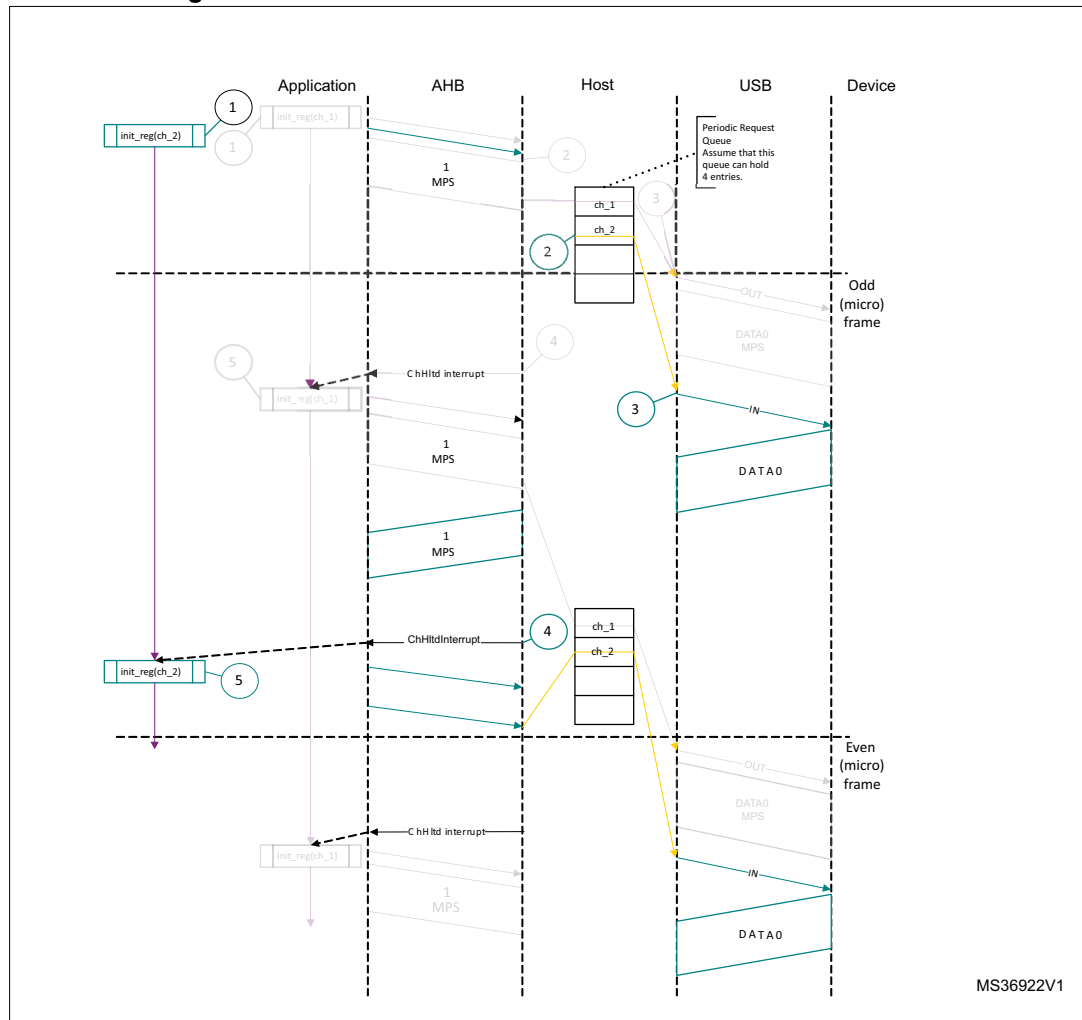 Application
AHB
Host
USB
Device
1
init_reg(ch_1)
init_reg(ch_2)
1
2
1
MPS
Periodic Request
Queue
Assume that this
queue can hold
4 entries.
3
ch_1
ch_2
2
Odd
(micro)
frame
OUT
DATA0
MPS
4
5
ChHltd interrupt
init_reg(ch_1)
3
IN
1
MPS
DATA0
1
MPS
ch_1
4
ChHltdInterrupt
ch_2
init_reg(ch_2)
5
Even
(micro)
frame
OUT
DATA0
MPS
ChHltd interrupt
init_reg(ch_1)
IN
1
MPS
DATA0
MS36922V1